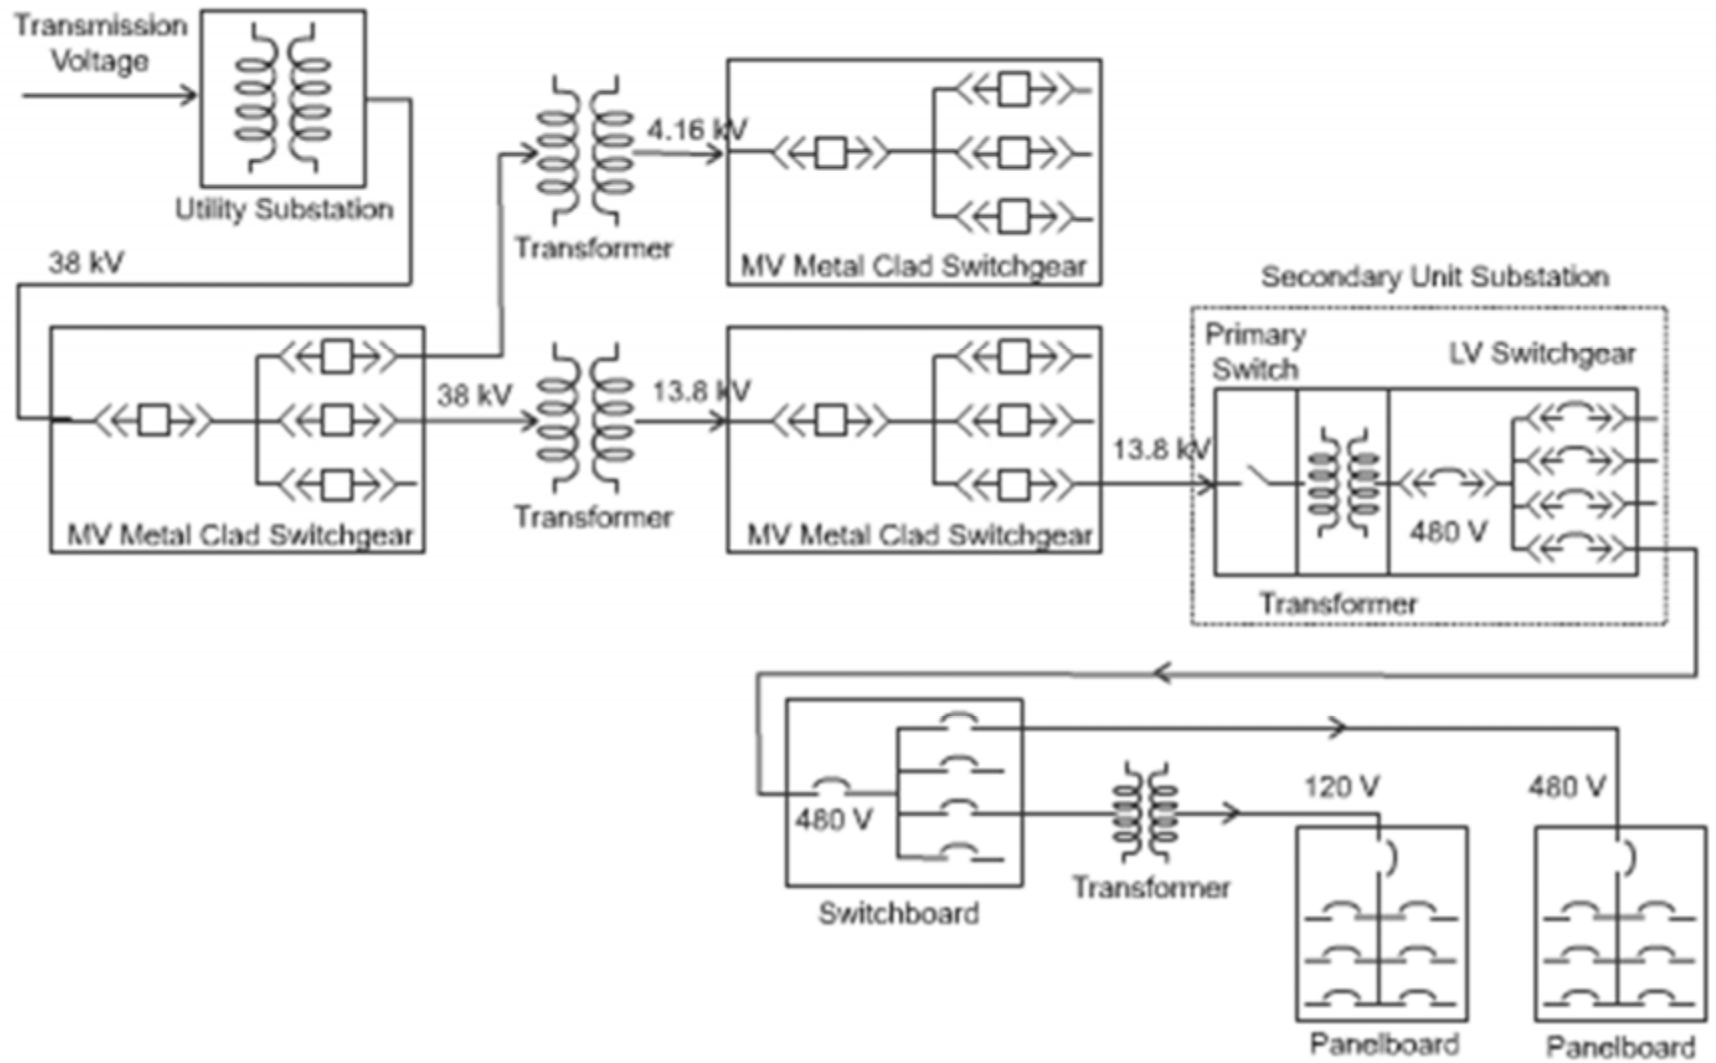 Transmission
Voltage
Utility Substation
38 kV
4.16 kV
Transformer
MV Metal Clad Switchgear
38 kV
13.8 kV
Transformer
MV Metal Clad Switchgear
MV Metal Clad Switchgear
Secondary Unit Substation
Primary
Switch
LV Switchgear
13.8 kV
480 V
Transformer
480 V
Switchboard
Transformer
120 V
480 V
Panelboard
Panelboard